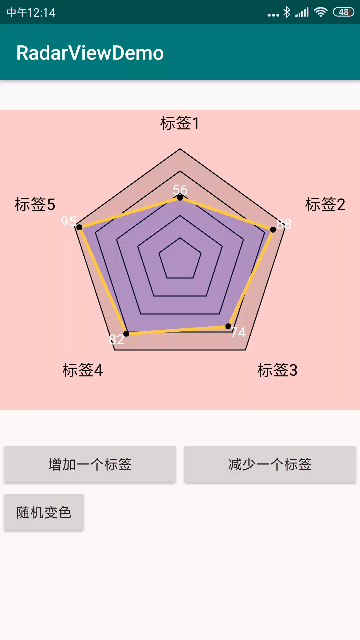 中午12:14
48
RadarViewDemo
标签1
56
标签5
标签2
95
88
74
82
标签4
标签3
增加一个标签
减少一个标签
随机变色